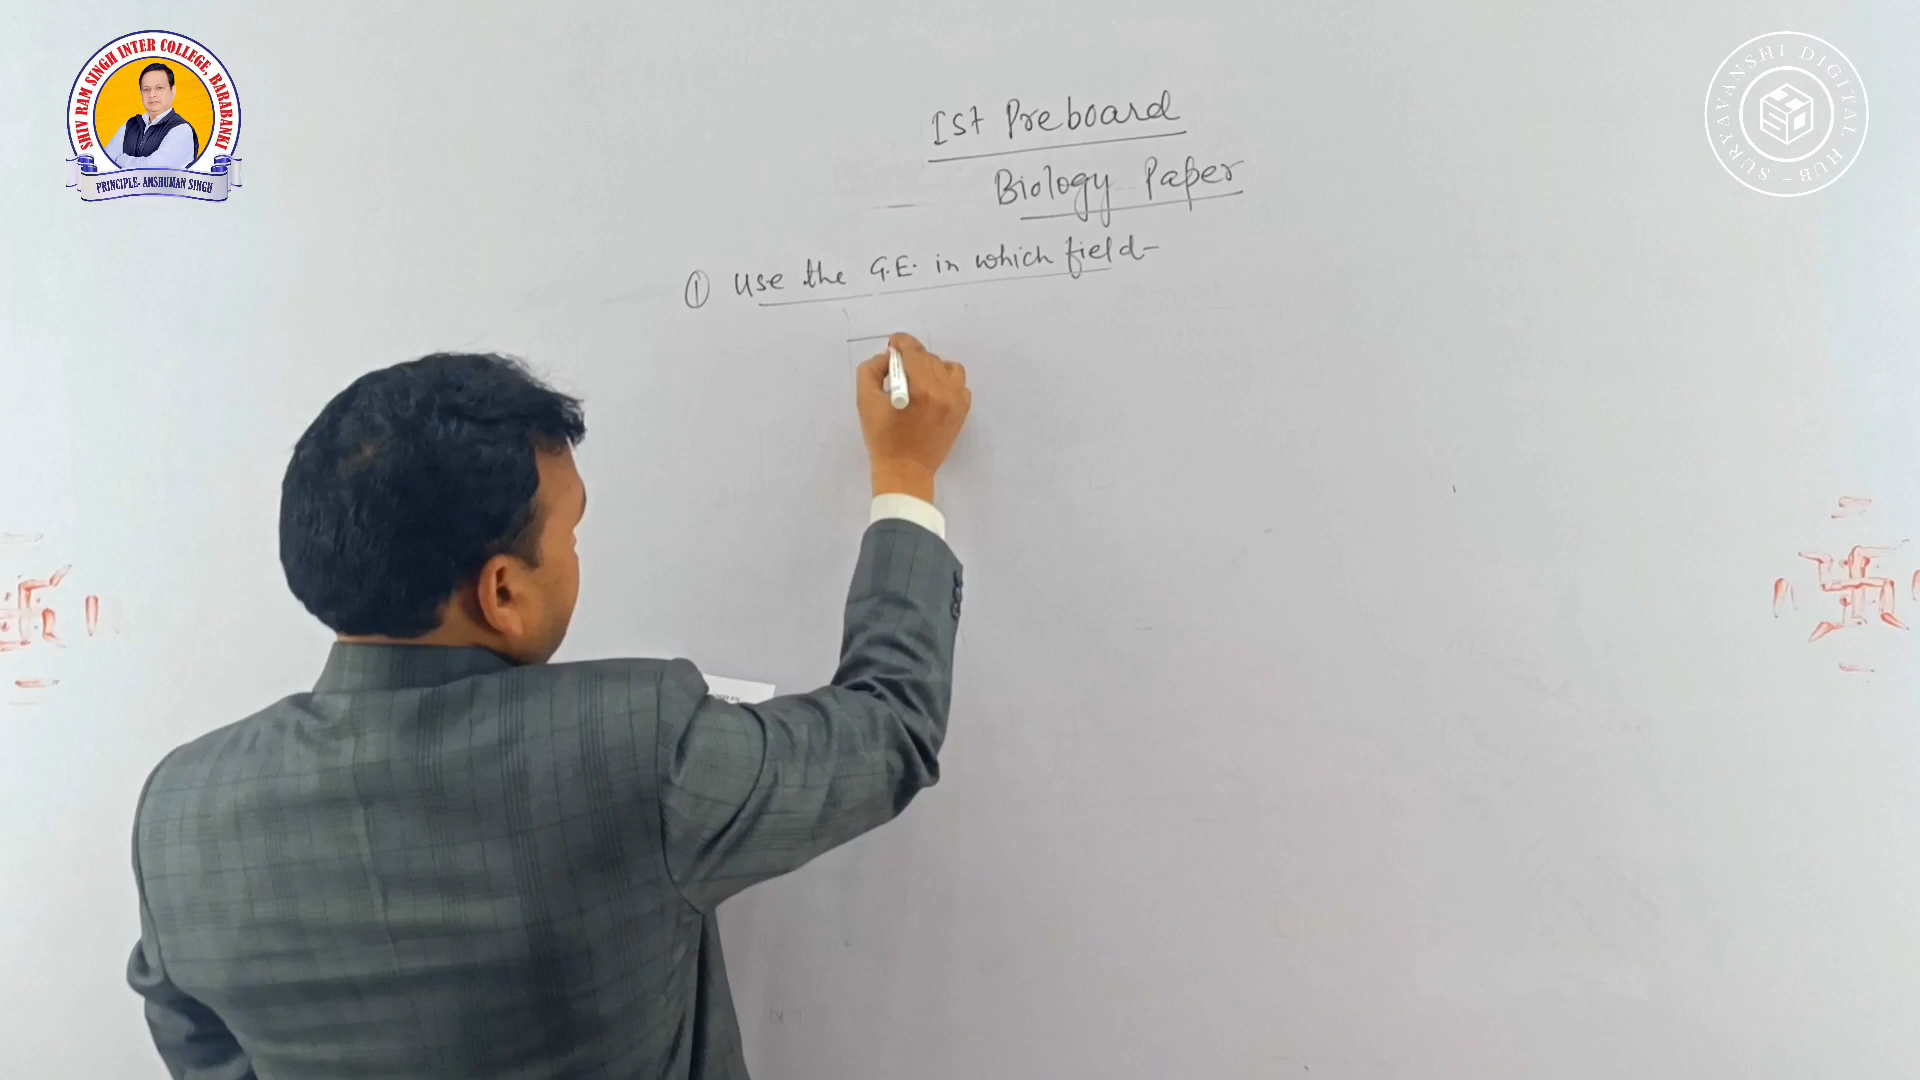 SHIV RAM SINGH INTER COLLEGE, BARABANKI
PRINCIPLE- ANSHUMAN SINGH
SURYAVANSHI DIGITAL HUB -
Ist Preboard
Biology Paper
① Use the G.E. in which field-